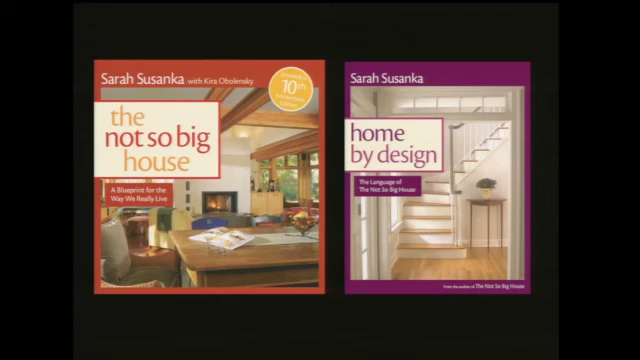 Sarah Susanka with Kira Obolensky
10th
Anniversary
Edition
the
not so big
house
A Blueprint for the
Way We Really Live
Sarah Susanka
home
by design
The Language of
The Not So Big House
From the author of The Not So Big House